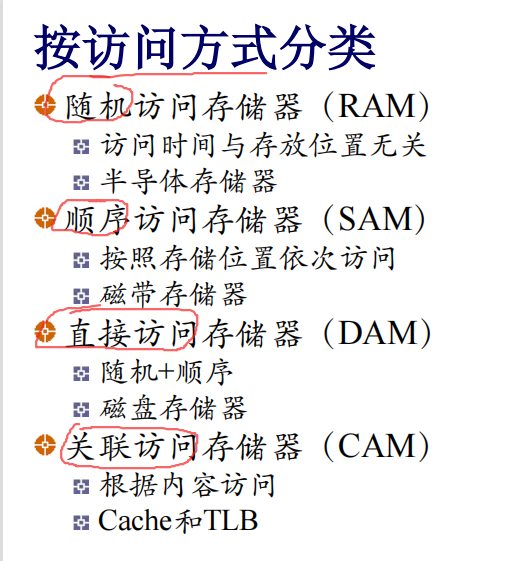 按访问方式分类
随机访问存储器（RAM）
访问时间与存放位置无关
半导体存储器
顺序访问存储器（SAM）
按照存储位置依次访问
磁带存储器
直接访问存储器（DAM）
随机+顺序
磁盘存储器
关联访问存储器（CAM）
根据内容访问
Cache和TLB